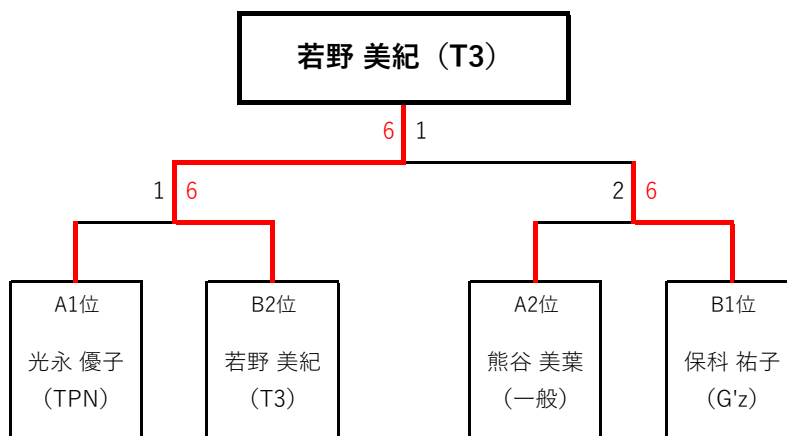 若野 美紀（T3）
6 1
1 6
2 6
A1位
光永 優子
（TPN）
B2位
若野 美紀
（T3）
A2位
熊谷 美葉
（一般）
B1位
保科 祐子
（G'z）